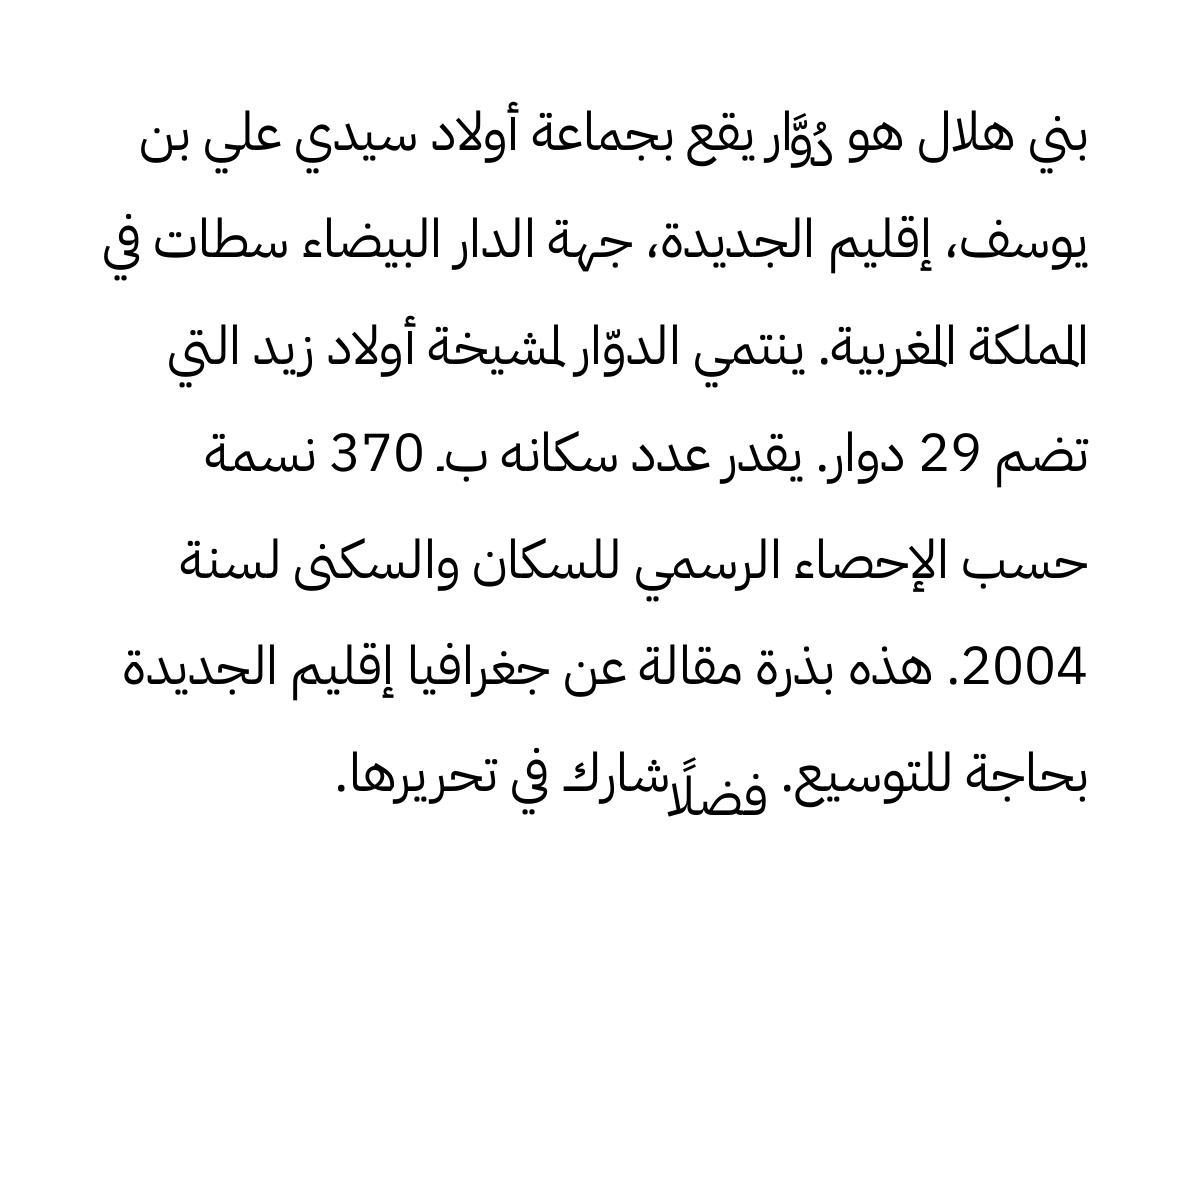 بني هلال هو دُوَّار يقع بجماعة أولاد سيدي علي بن
يوسف، إقليم الجديدة، جهة الدار البيضاء سطات في
المملكة المغربية. ينتمي الدوّار لمشيخة أولاد زيد التي
تضم 29 دوار. يقدر عدد سكانه بـ 370 نسمة
حسب الإحصاء الرسمي للسكان والسكنى لسنة
2004. هذه بذرة مقالة عن جغرافيا إقليم الجديدة
بحاجة للتوسيع. فضلًا شارك في تحريرها.